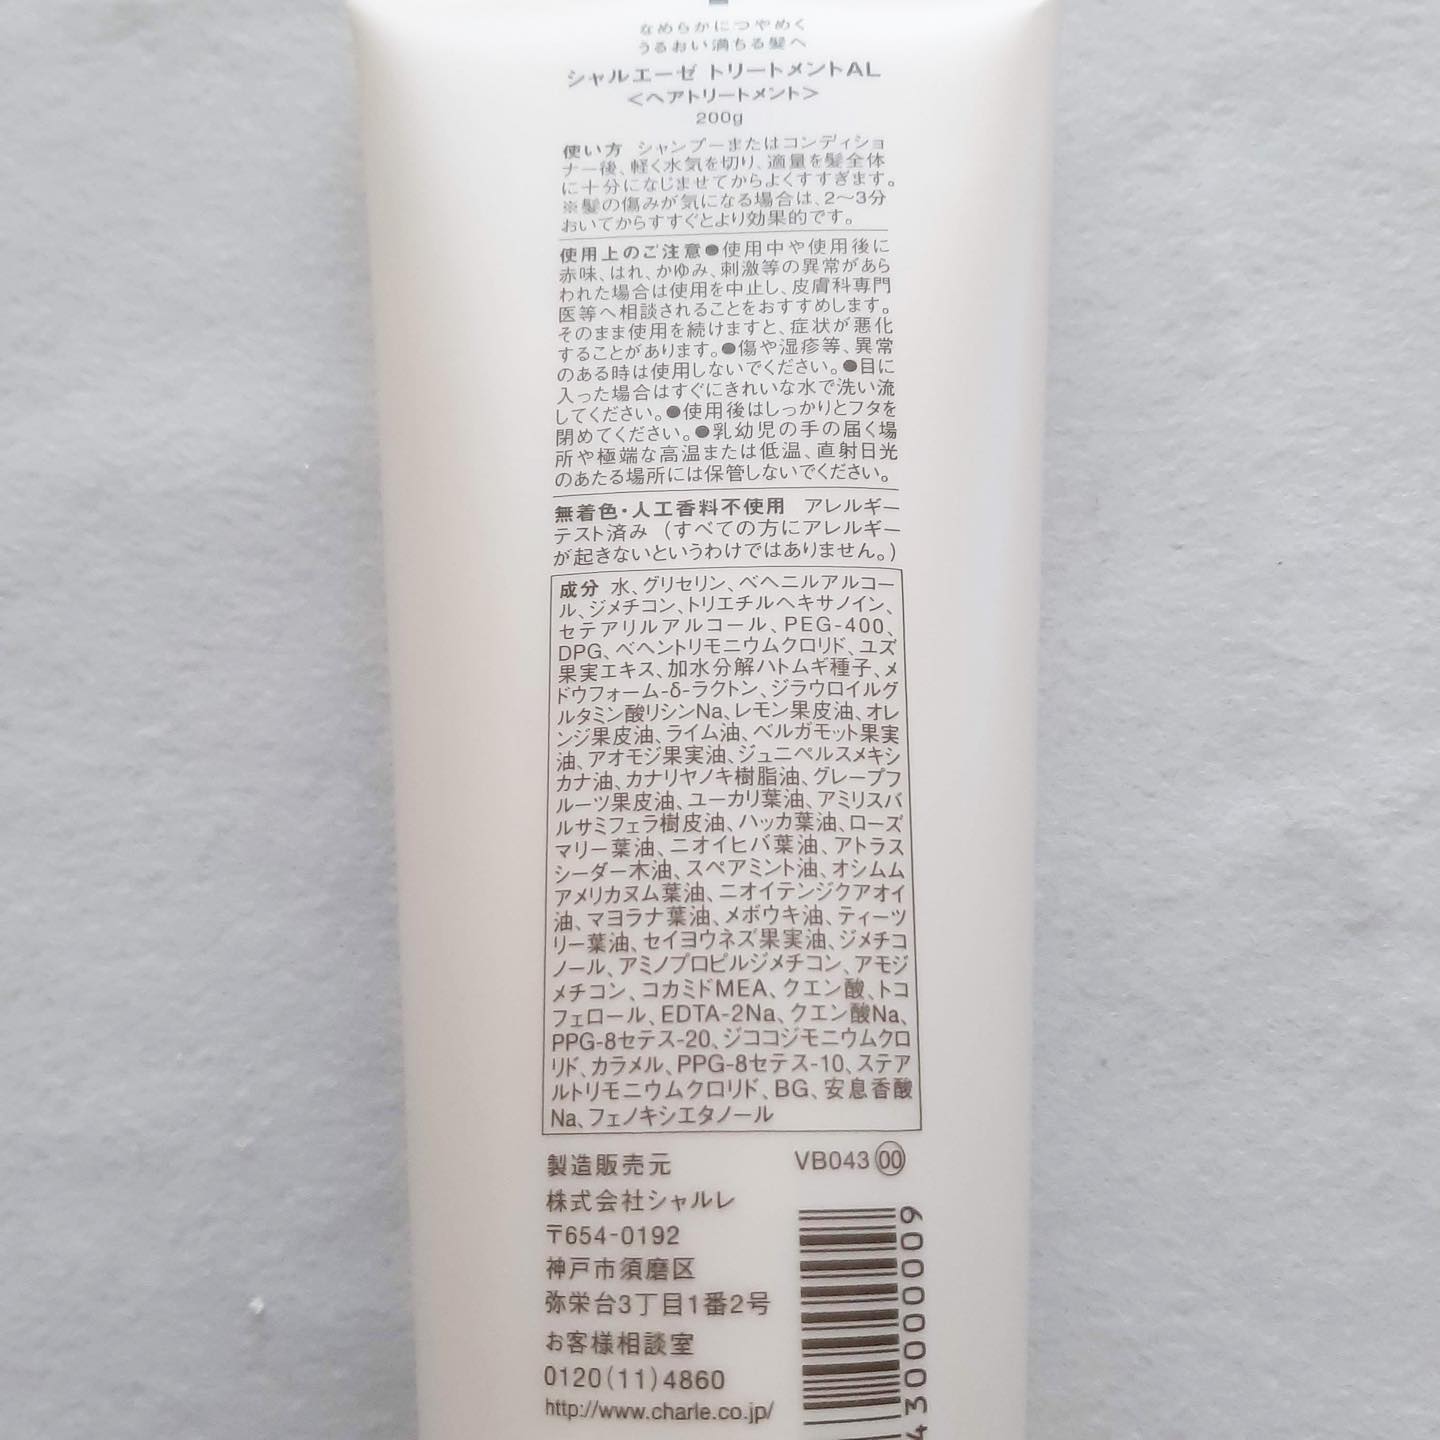 なめらかにつやめく
うるおい満ちる髪へ
シャルエーゼ トリートメントAL
＜ヘアトリートメント＞
200g
使い方 シャンプーまたはコンディショ
ナー後、軽く水気を切り、適量を髪全体
に十分になじませてからよくすすぎます。
※髪の傷みが気になる場合は、2～3分
おいてからすすぐとより効果的です。
使用上のご注意●使用中や使用後に
赤味、はれ、かゆみ、刺激等の異常があら
われた場合は使用を中止し、皮膚科専門
医等へ相談されることをおすすめします。
そのまま使用を続けますと、症状が悪化
することがあります。●傷や湿疹等、異常
のある時は使用しないでください。●目に
入った場合はすぐにきれいな水で洗い流
してください。●使用後はしっかりとフタを
閉めてください。●乳幼児の手の届く場
所や極端な高温または低温、直射日光
のあたる場所には保管しないでください。
無着色・人工香料不使用 アレルギー
テスト済み（すべての方にアレルギー
が起きないというわけではありません。）
成分 水、グリセリン、ベヘニルアルコー
ル、ジメチコン、トリエチルヘキサノイン、
セテアリルアルコール、PEG-400、
DPG、ベヘントリモニウムクロリド、ユズ
果実エキス、加水分解ハトムギ種子、メ
ドウフォーム-δ-ラクトン、ジラウロイルグ
ルタミン酸リシンNa、レモン果皮油、オレ
ンジ果皮油、ライム油、ベルガモット果実
油、アオモジ果実油、ジュニペルスメキシ
カナ油、カナリヤノキ樹脂油、グレープフ
ルーツ果皮油、ユーカリ葉油、アミリスバ
ルサミフェラ樹皮油、ハッカ葉油、ローズ
マリー葉油、ニオイヒバ葉油、アトラス
シーダー木油、スペアミント油、オシムム
アメリカヌム葉油、ニオイテンジクアオイ
油、マヨラナ葉油、メボウキ油、ティーツ
リー葉油、セイヨウネズ果実油、ジメチコ
ノール、アミノプロピルジメチコン、アモジ
メチコン、コカミドMEA、クエン酸、トコ
フェロール、EDTA-2Na、クエン酸Na、
PPG-8セテス-20、ジココジモニウムクロ
リド、カラメル、PPG-8セテス-10、ステア
ルトリモニウムクロリド、BG、安息香酸
Na、フェノキシエタノール
製造販売元 VB043 00
株式会社シャルレ
〒654-0192
神戸市須磨区
弥栄台3丁目1番2号
お客様相談室
0120(11)4860
http://www.charle.co.jp/
430000009